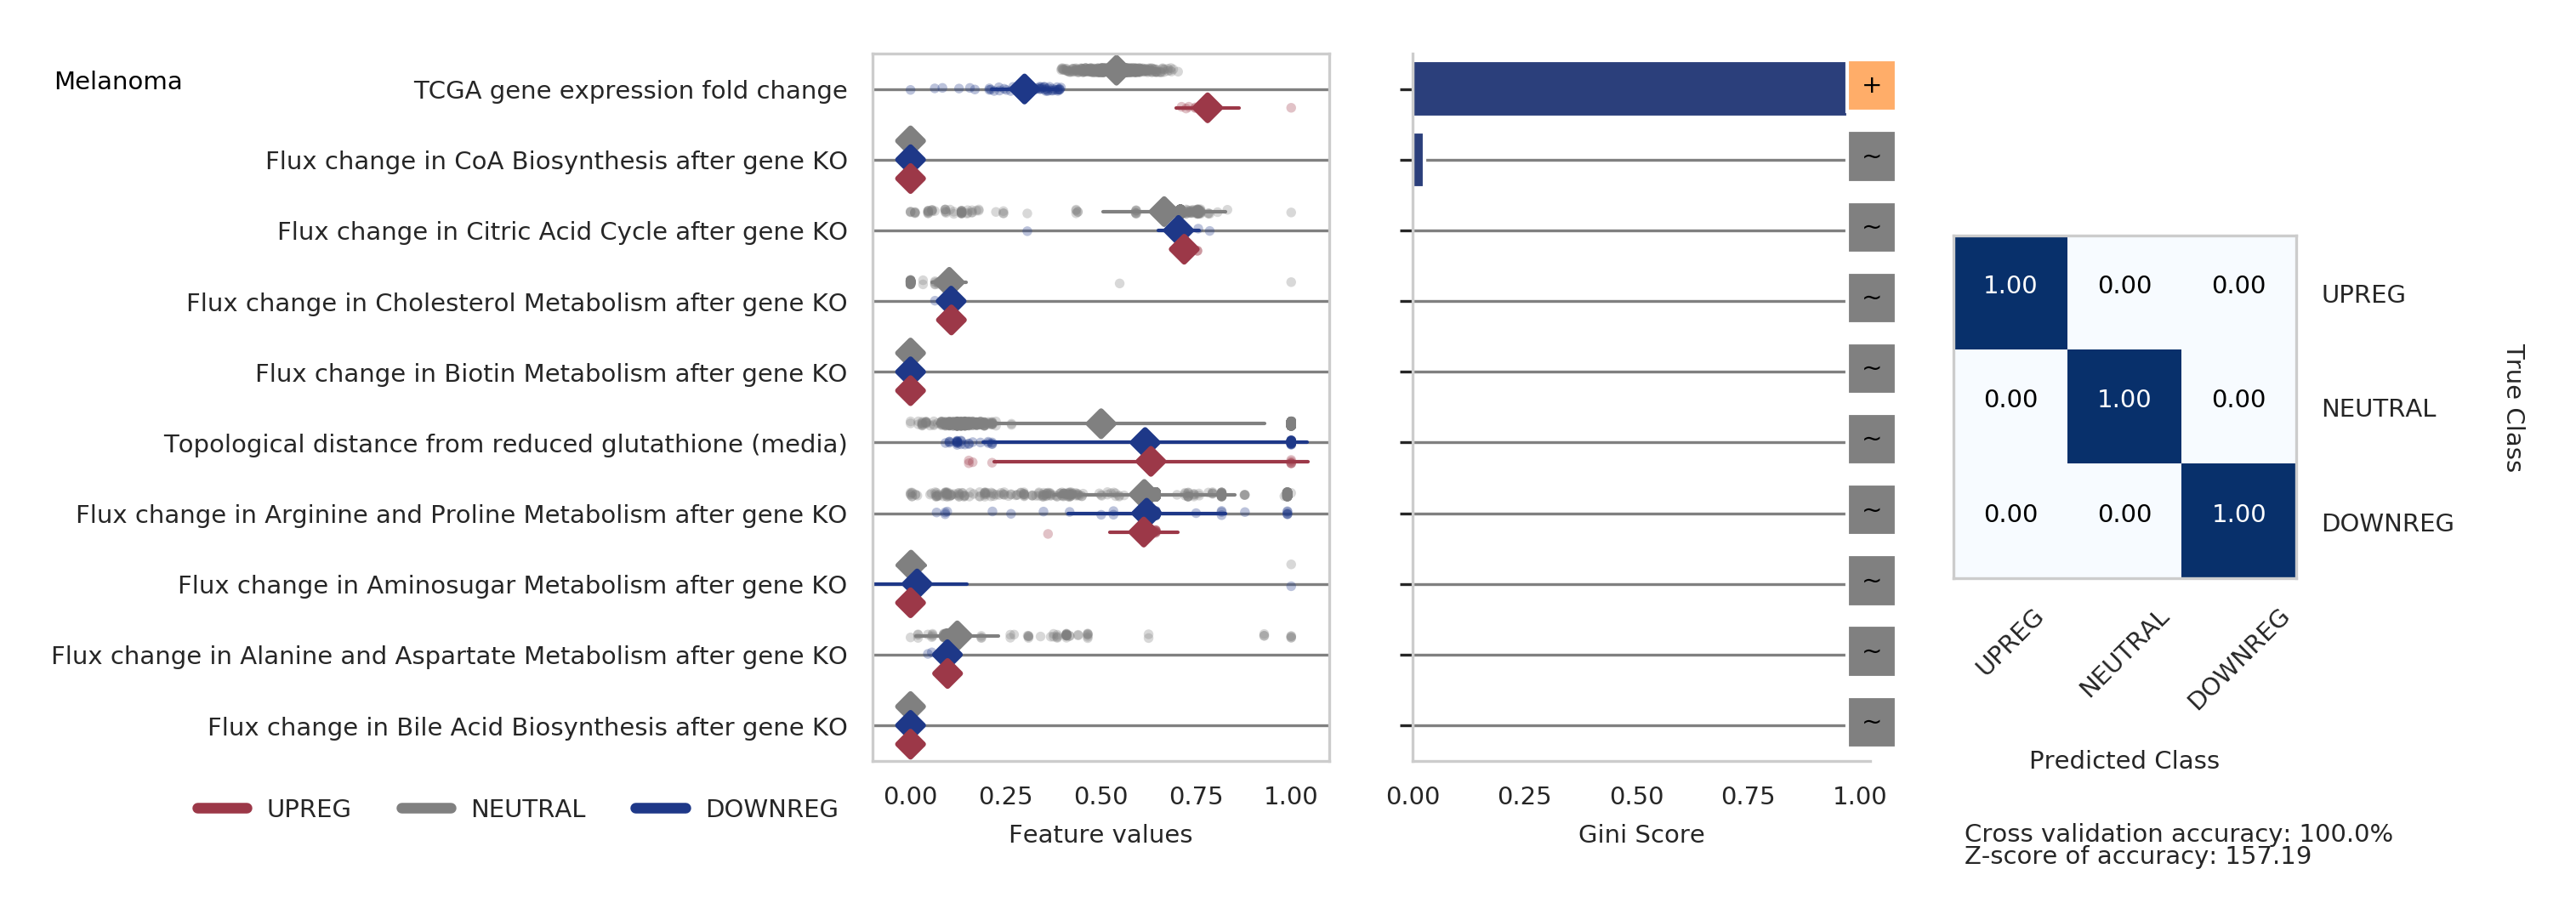 Melanoma
TCGA gene expression fold change
Flux change in CoA Biosynthesis after gene KO
Flux change in Citric Acid Cycle after gene KO
Flux change in Cholesterol Metabolism after gene KO
Flux change in Biotin Metabolism after gene KO
Topological distance from reduced glutathione (media)
Flux change in Arginine and Proline Metabolism after gene KO
Flux change in Aminosugar Metabolism after gene KO
Flux change in Alanine and Aspartate Metabolism after gene KO
Flux change in Bile Acid Biosynthesis after gene KO
UPREG NEUTRAL DOWNREG
0.00 0.25 0.50 0.75 1.00
Feature values
+
~
~
~
~
~
~
~
~
~
0.00 0.25 0.50 0.75 1.00
Gini Score
1.00 0.00 0.00 UPREG
0.00 1.00 0.00 NEUTRAL
0.00 0.00 1.00 DOWNREG
True Class
UPREG NEUTRAL DOWNREG
Predicted Class
Cross validation accuracy: 100.0%
Z-score of accuracy: 157.19